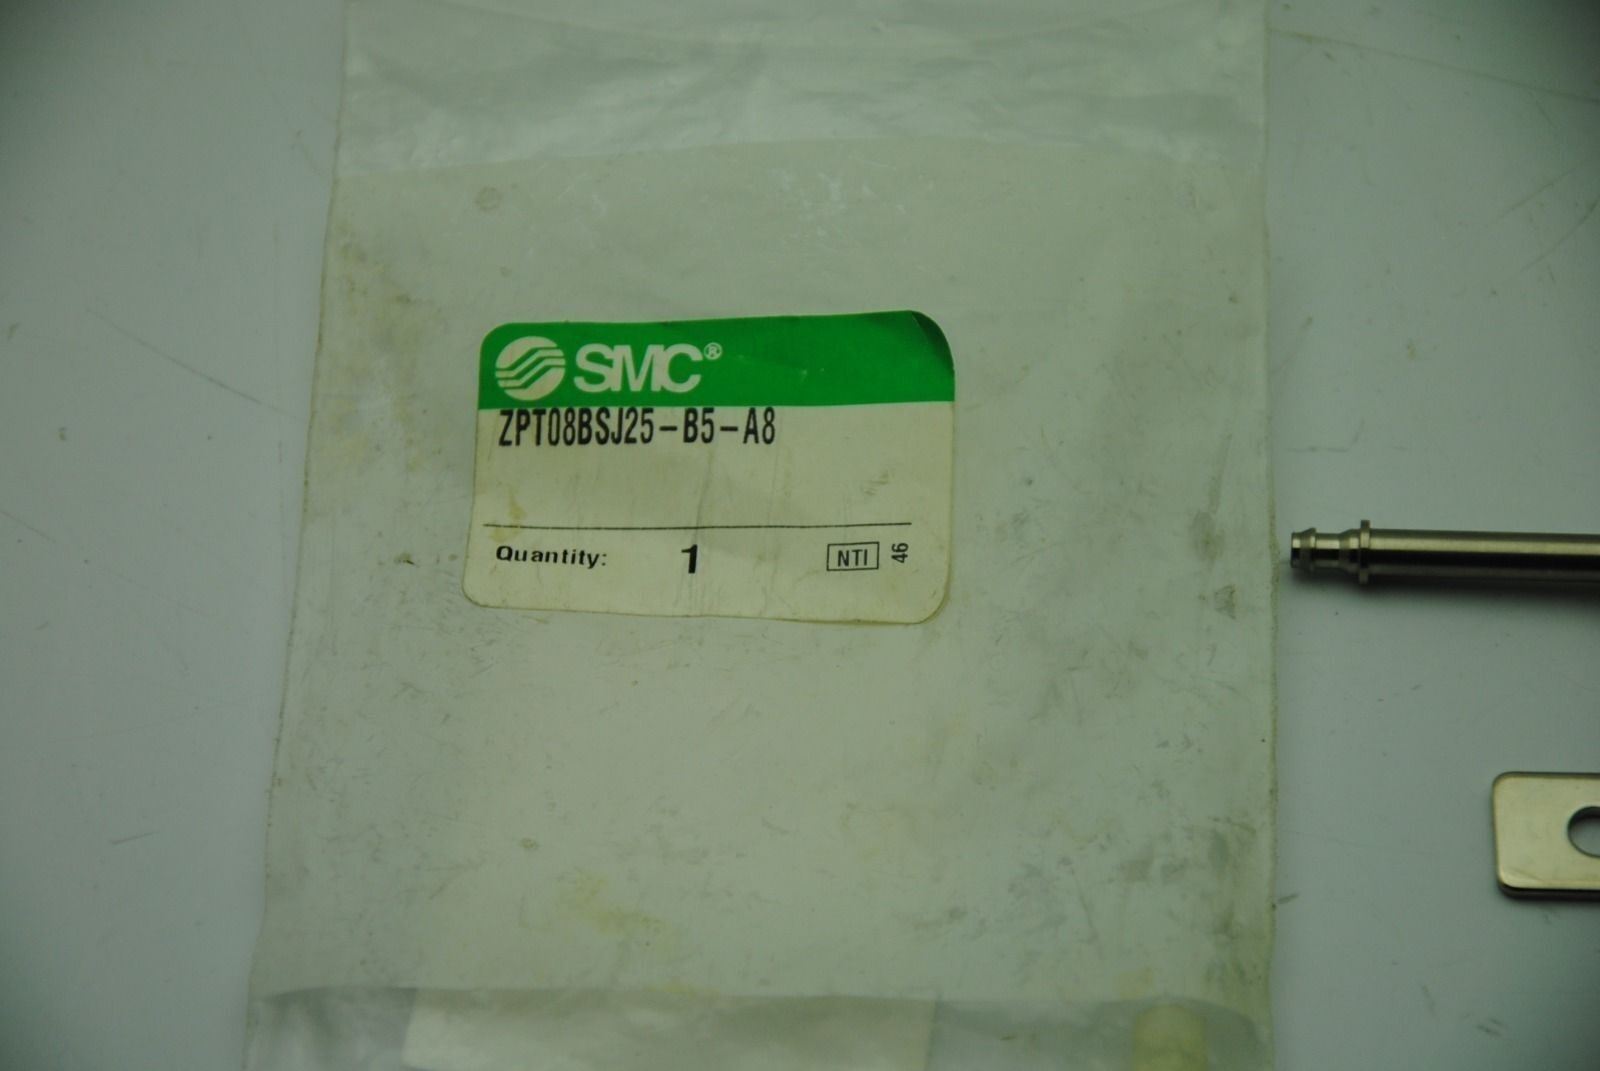 SMC®
ZPT08BSJ25-B5-A8
Quantity: 1 NTI 46